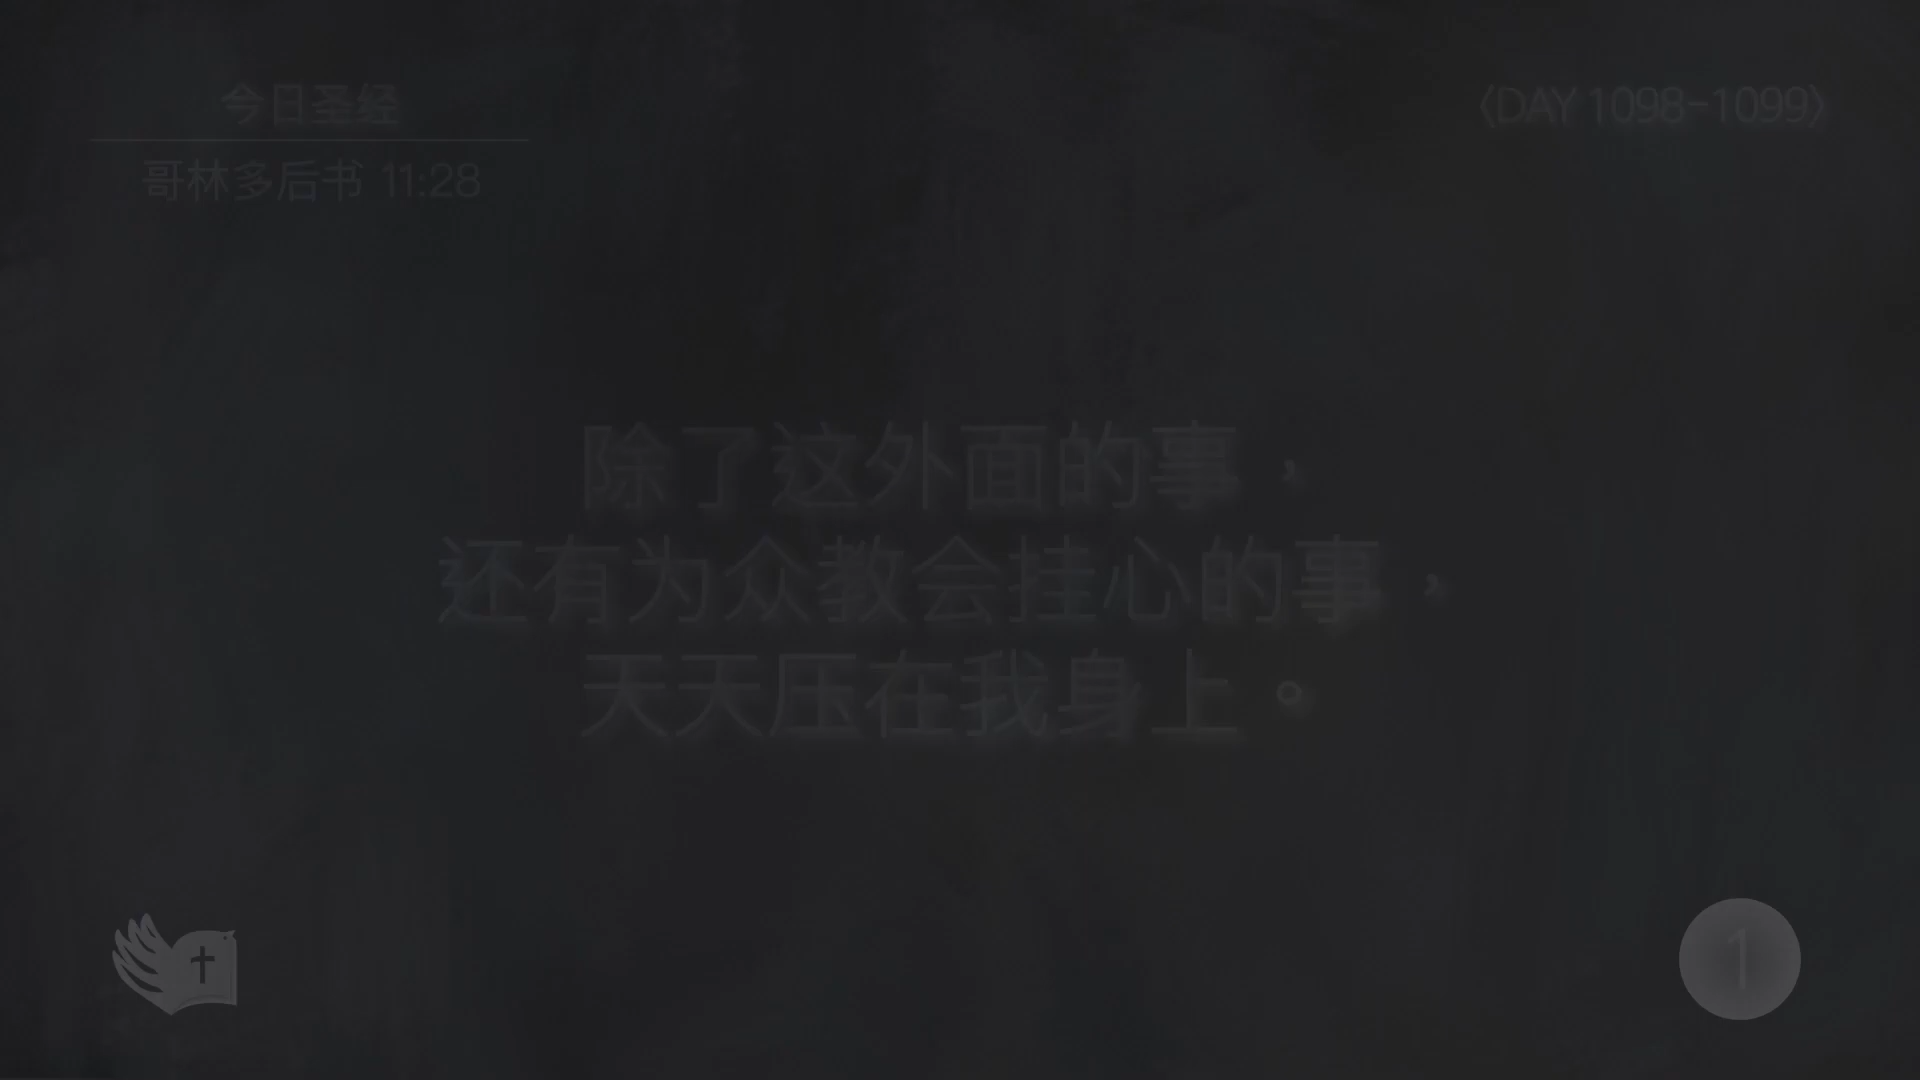 今日圣经
〈DAY 1098-1099〉
哥林多后书 11:28
除了这外面的事，
还有为众教会挂心的事，
天天压在我身上。
1